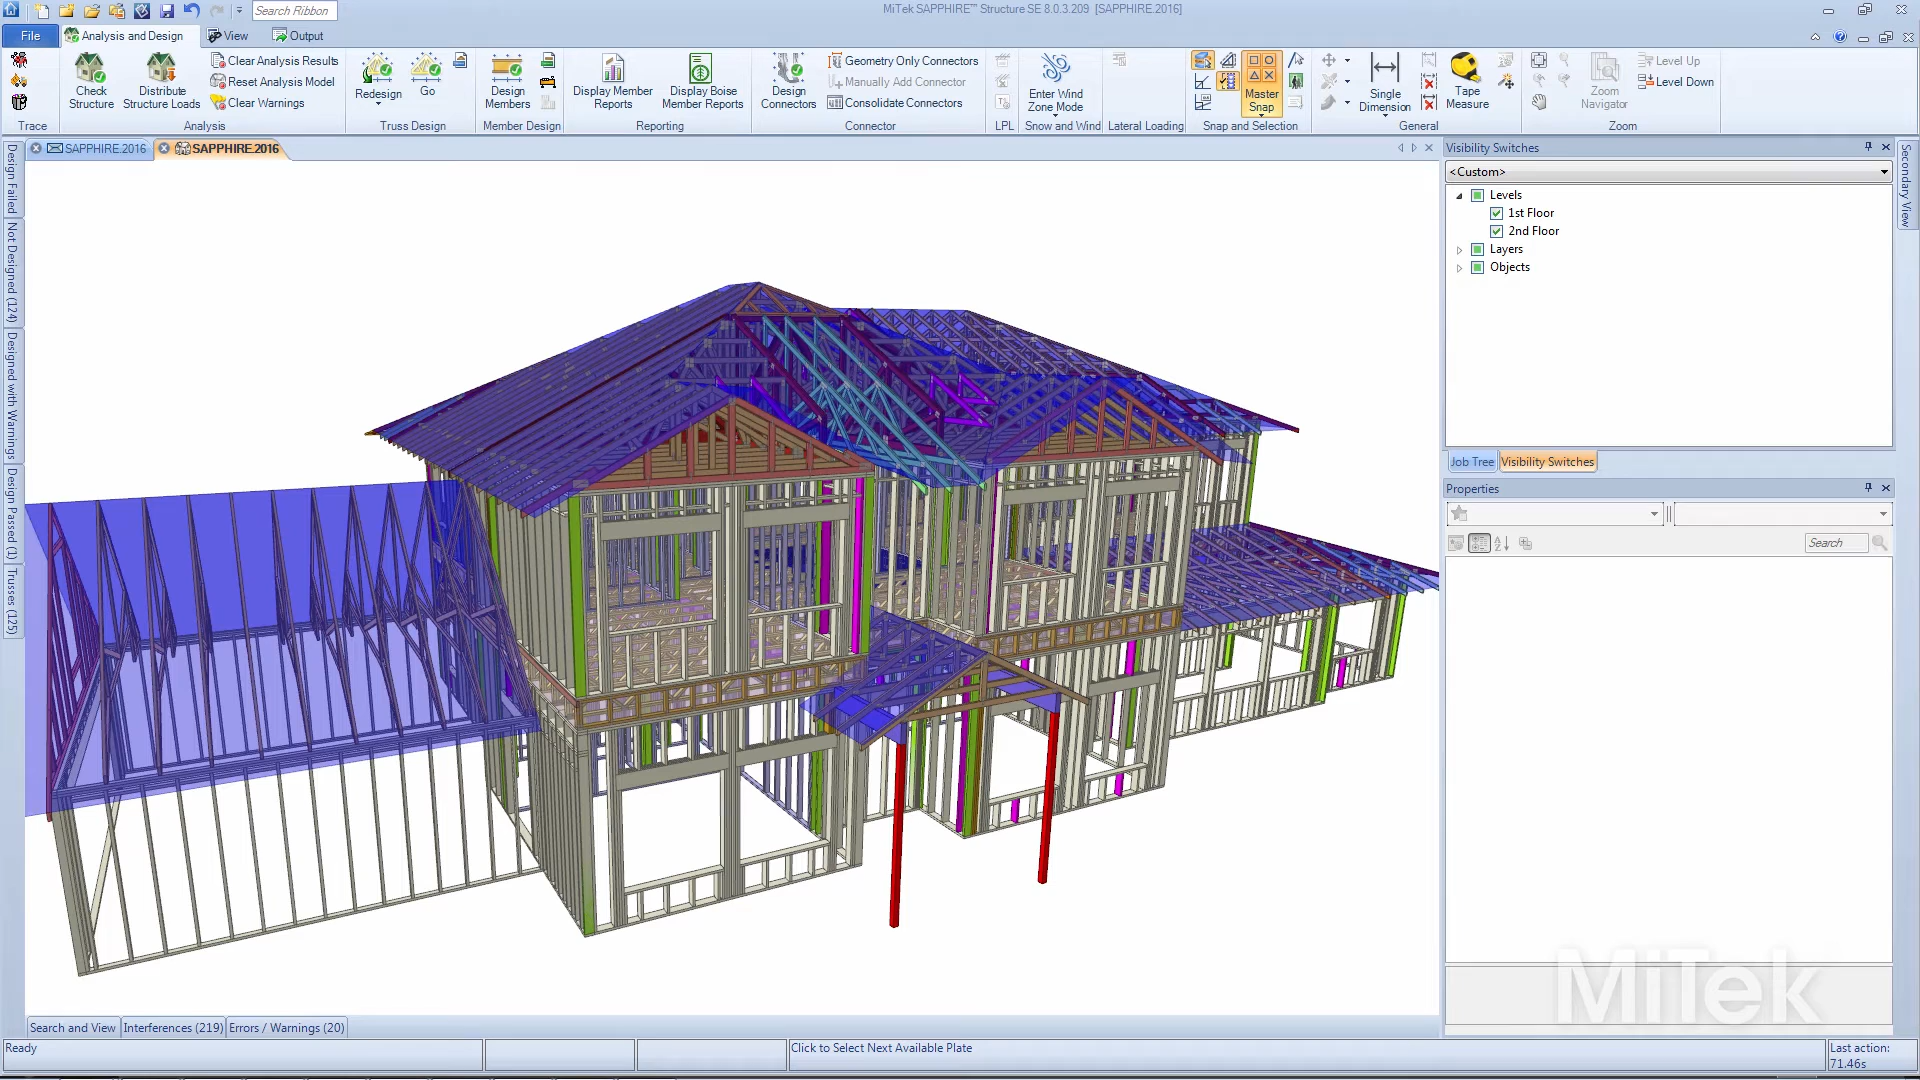 Search Ribbon
MiTek SAPPHIRE™ Structure SE 8.0.3.209 [SAPPHIRE.2016]
File
Analysis and Design
View
Output
Clear Analysis Results
Reset Analysis Model
Clear Warnings
Check Structure
Distribute Structure Loads
Redesign
Go
Design Members
Display Member Reports
Display Boise Member Reports
Design Connectors
Geometry Only Connectors
Manually Add Connector
Consolidate Connectors
Enter Wind Zone Mode
Master Snap
Single Dimension
Tape Measure
Zoom Navigator
Level Up
Level Down
Trace
Analysis
Truss Design
Member Design
Reporting
Connector
LPL
Snow and Wind
Lateral Loading
Snap and Selection
General
Zoom
SAPPHIRE.2016
SAPPHIRE.2016
Design Failed
Not Designed (124)
Designed with Warnings
Design Passed (1)
Trusses (125)
Visibility Switches
<Custom>
Levels
1st Floor
2nd Floor
Layers
Objects
Secondary View
Job Tree
Visibility Switches
Properties
Search
MiTek
Search and View
Interferences (219)
Errors / Warnings (20)
Ready
Click to Select Next Available Plate
Last action:
71.46s